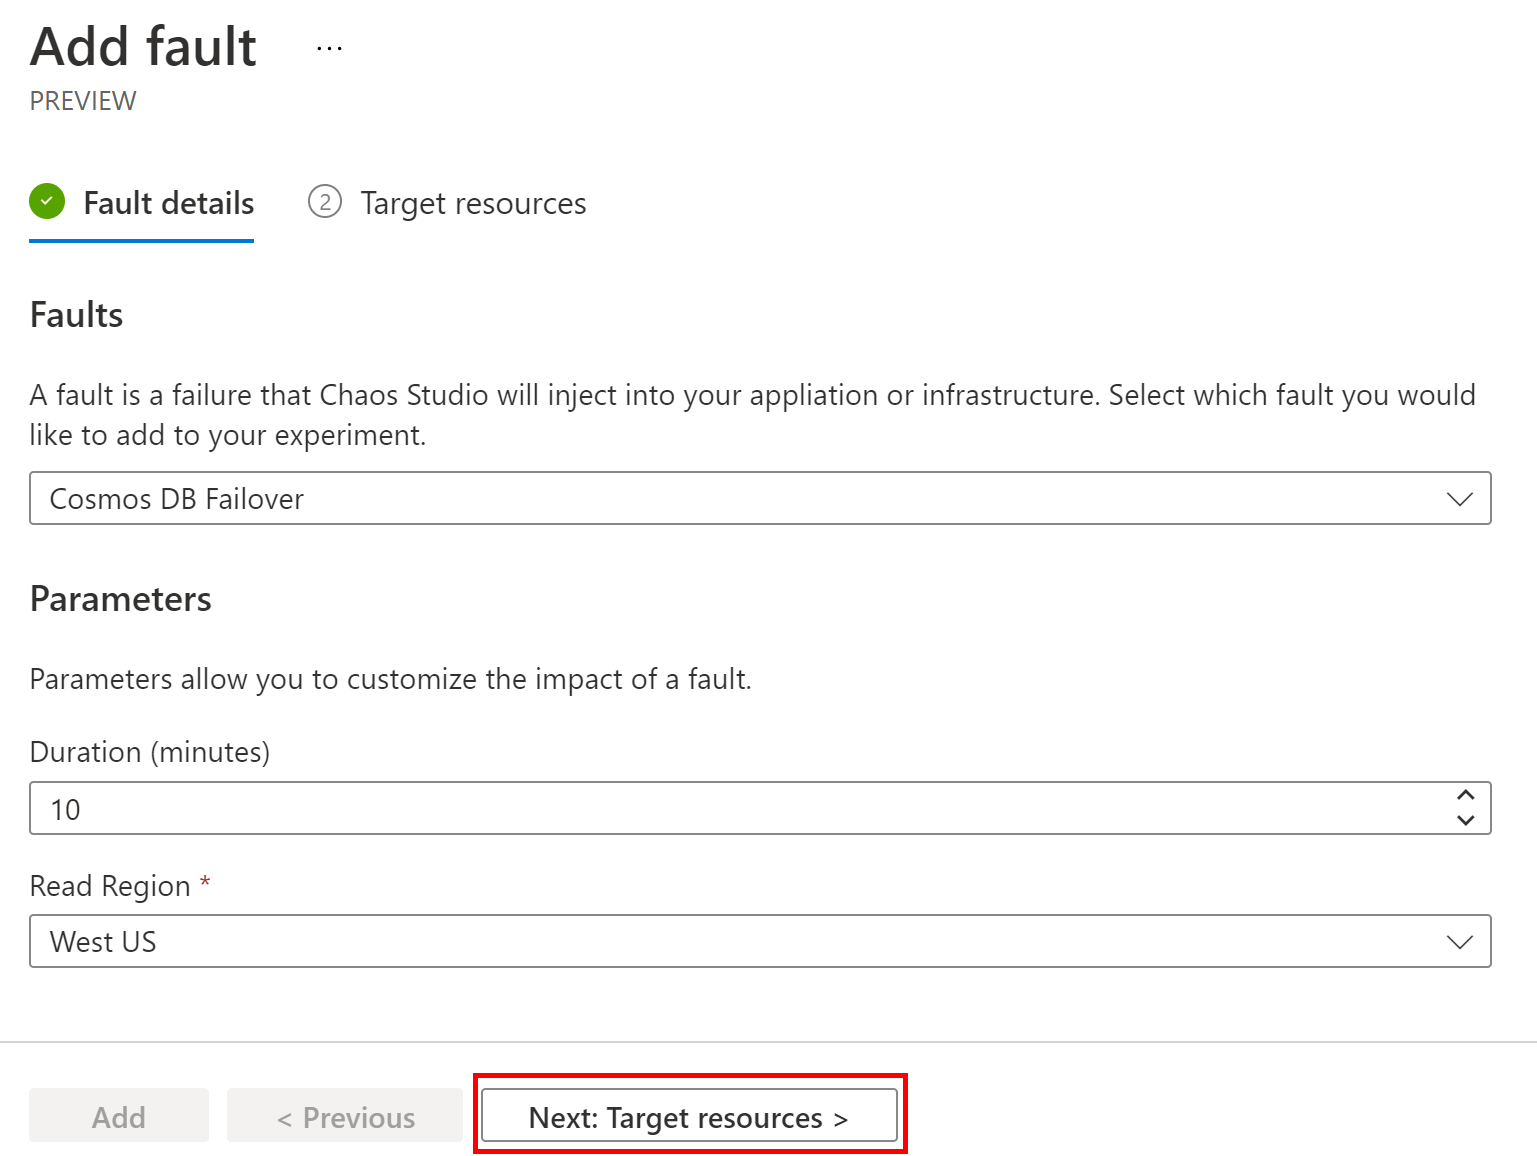 Add fault ...
PREVIEW
Fault details 2 Target resources
Faults
A fault is a failure that Chaos Studio will inject into your appliation or infrastructure. Select which fault you would
like to add to your experiment.
Cosmos DB Failover
Parameters
Parameters allow you to customize the impact of a fault.
Duration (minutes)
10
Read Region *
West US
Add < Previous Next: Target resources >